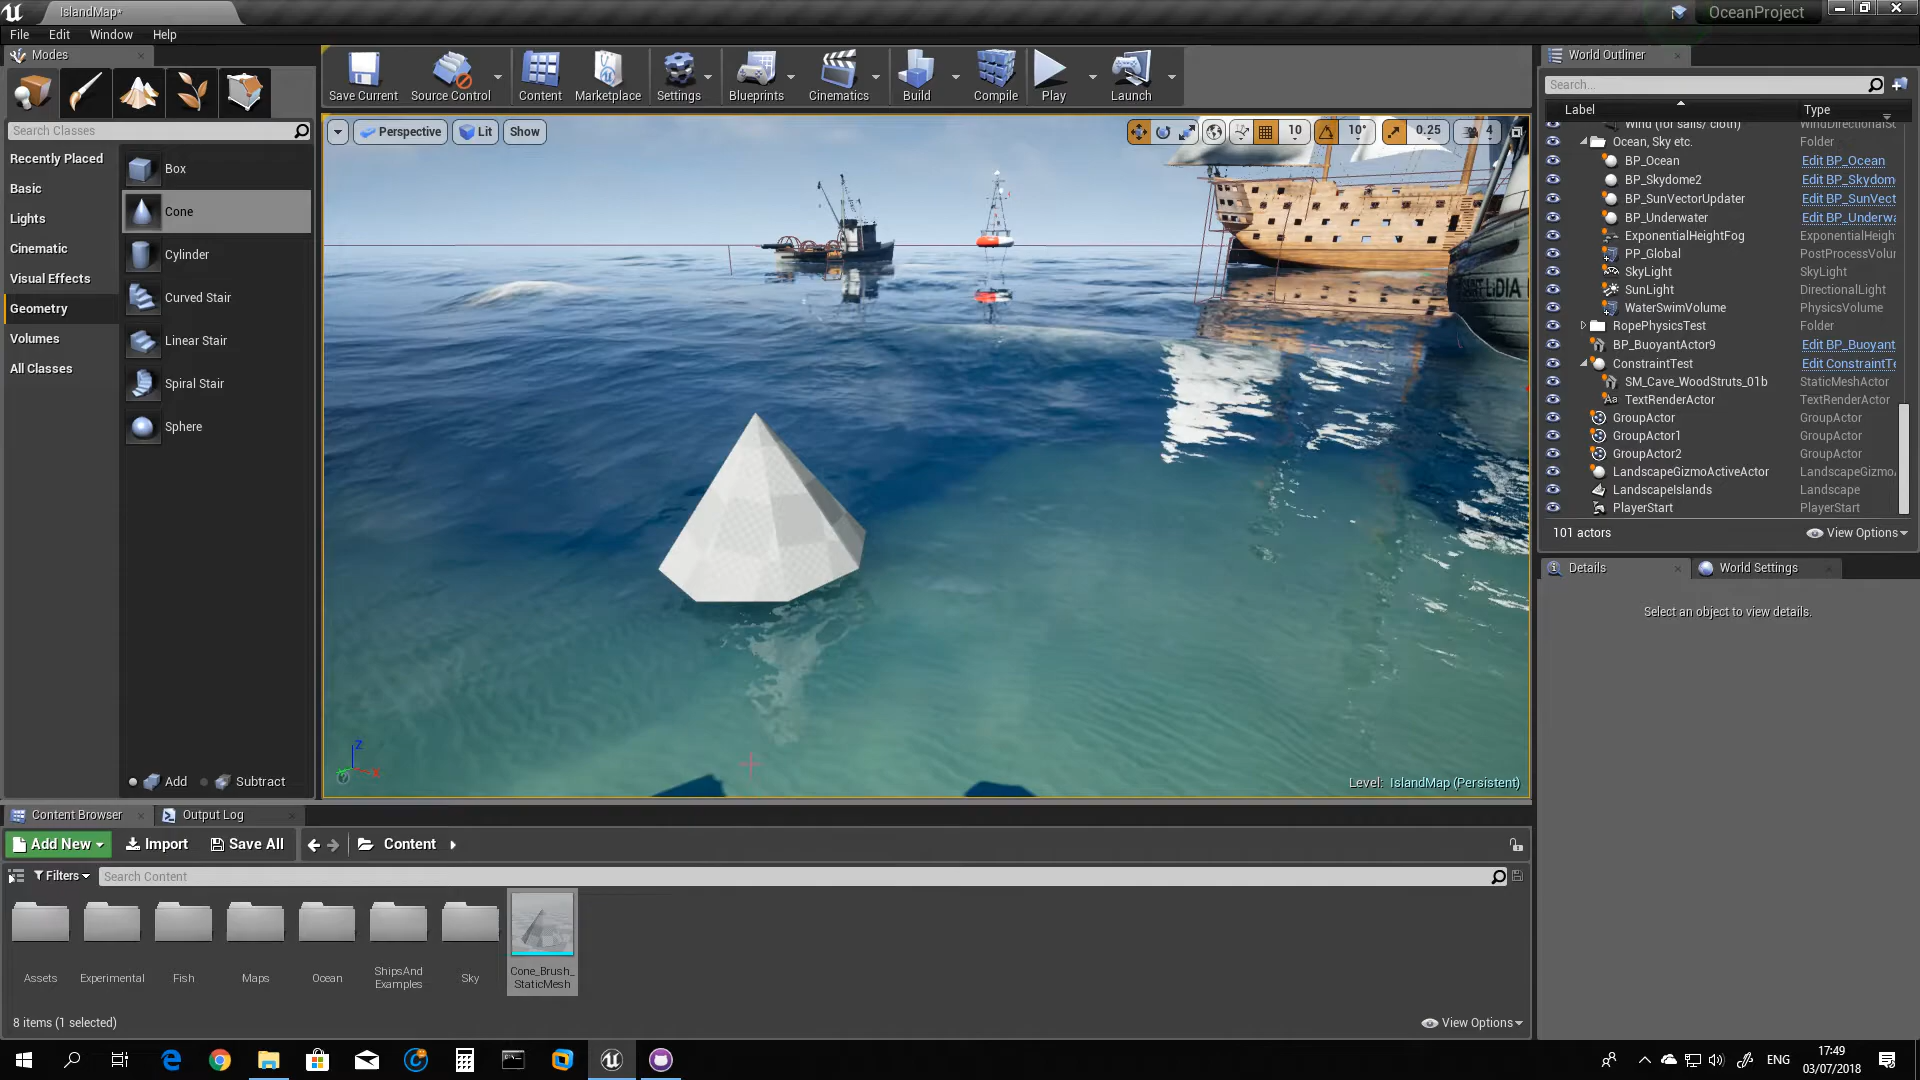 IslandMap*
OceanProject
File Edit Window Help
Modes
Search Classes
Recently Placed
Basic
Lights
Cinematic
Visual Effects
Geometry
Volumes
All Classes
Box
Cone
Cylinder
Curved Stair
Linear Stair
Spiral Stair
Sphere
Add Subtract
Save Current Source Control Content Marketplace Settings Blueprints Cinematics Build Compile Play Launch
Perspective Lit Show
10 10° 0.25 4
Level: IslandMap (Persistent)
World Outliner
Search...
Label Type
Wind (for sails/ cloth) WindDirectionalSo
Ocean, Sky etc. Folder
BP_Ocean Edit BP_Ocean
BP_Skydome2 Edit BP_Skydom
BP_SunVectorUpdater Edit BP_SunVect
BP_Underwater Edit BP_Underwa
ExponentialHeightFog ExponentialHeigh
PP_Global PostProcessVolur
SkyLight SkyLight
SunLight DirectionalLight
WaterSwimVolume PhysicsVolume
RopePhysicsTest Folder
BP_BuoyantActor9 Edit BP_Buoyant
ConstraintTest Edit ConstraintTe
SM_Cave_WoodStruts_01b StaticMeshActor
TextRenderActor TextRenderActor
GroupActor GroupActor
GroupActor1 GroupActor
GroupActor2 GroupActor
LandscapeGizmoActiveActor LandscapeGizmo
LandscapeIslands Landscape
PlayerStart PlayerStart
101 actors View Options
Details World Settings
Select an object to view details.
Content Browser Output Log
Add New Import Save All Content
Filters Search Content
Assets
Experimental
Fish
Maps
Ocean
ShipsAnd
Examples
Sky
Cone_Brush_
StaticMesh
8 items (1 selected) View Options
ENG
17:49
03/07/2018